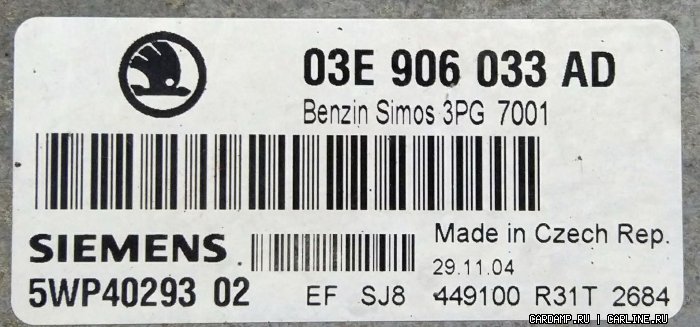 03E 906 033 AD
Benzin Simos 3PG 7001
SIEMENS
Made in Czech Rep.
29.11.04
5WP40293 02 EF SJ8 449100 R31T 2684
CARDAMP.RU | CARLINE.RU